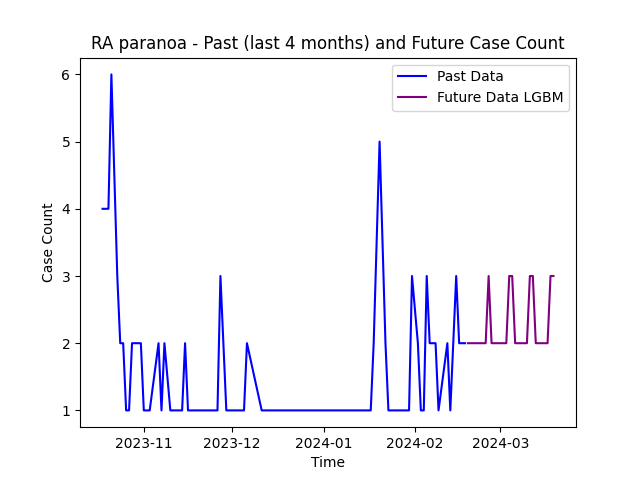 RA paranoa - Past (last 4 months) and Future Case Count
Past Data
Future Data LGBM
Case Count
6
5
4
3
2
1
2023-11
2023-12
2024-01
2024-02
2024-03
Time